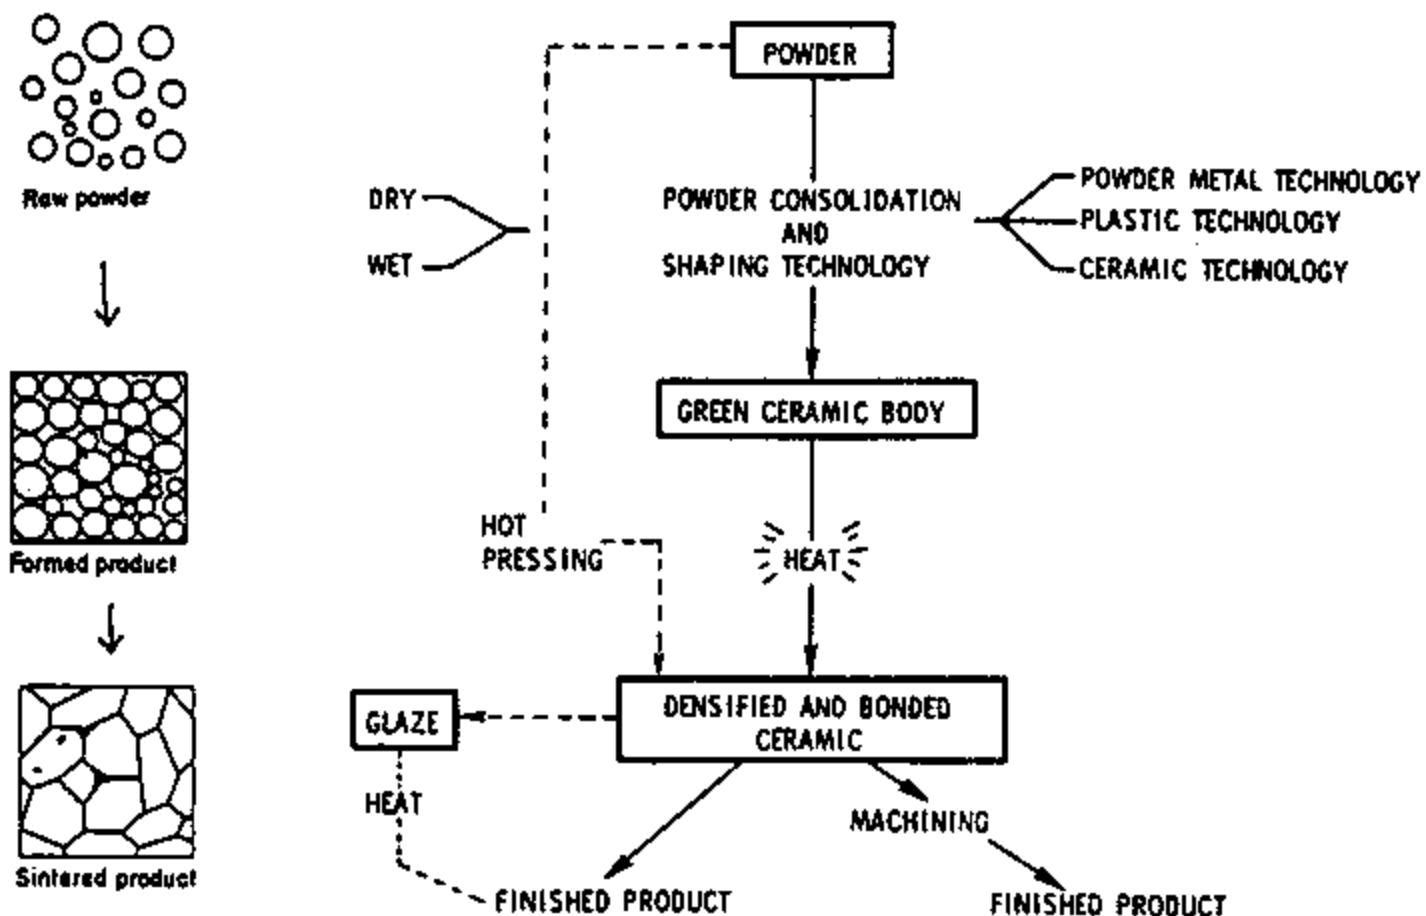 Raw powder
Formed product
Sintered product
POWDER
DRY
WET
POWDER CONSOLIDATION
AND
SHAPING TECHNOLOGY
POWDER METAL TECHNOLOGY
PLASTIC TECHNOLOGY
CERAMIC TECHNOLOGY
GREEN CERAMIC BODY
HOT
PRESSING
HEAT
DENSIFIED AND BONDED
CERAMIC
GLAZE
HEAT
MACHINING
FINISHED PRODUCT
FINISHED PRODUCT